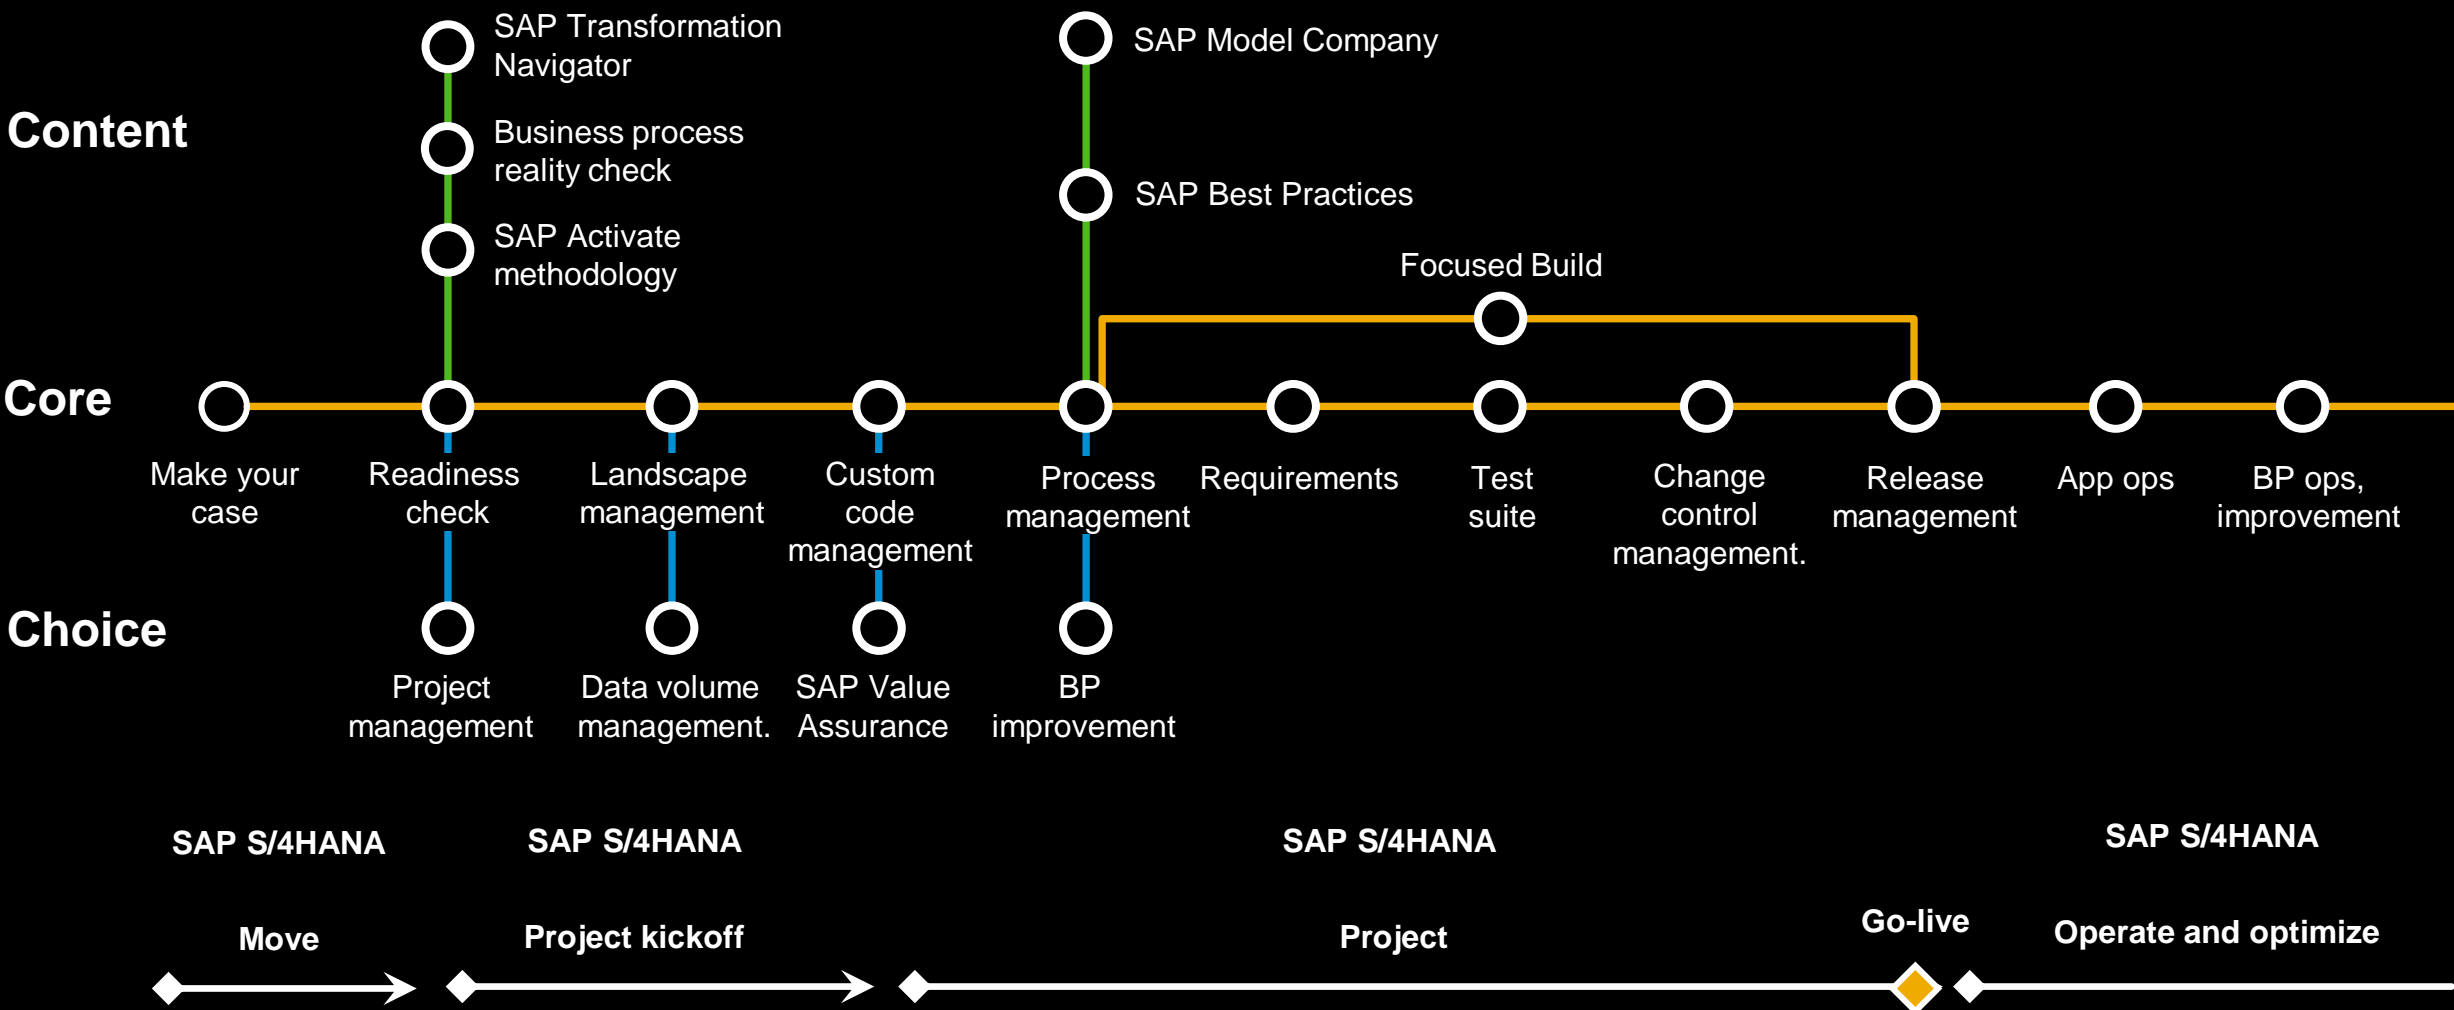 SAP Transformation
Navigator
SAP Model Company
Content
Business process
reality check
SAP Best Practices
SAP Activate
methodology
Focused Build
Core
Make your
case
Readiness
check
Landscape
management
Custom
code
management
Process
management
Requirements
Test
suite
Change
control
management.
Release
management
App ops
BP ops,
improvement
Choice
Project
management
Data volume
management.
SAP Value
Assurance
BP
improvement
SAP S/4HANA
SAP S/4HANA
SAP S/4HANA
SAP S/4HANA
Move
Project kickoff
Project
Go-live
Operate and optimize